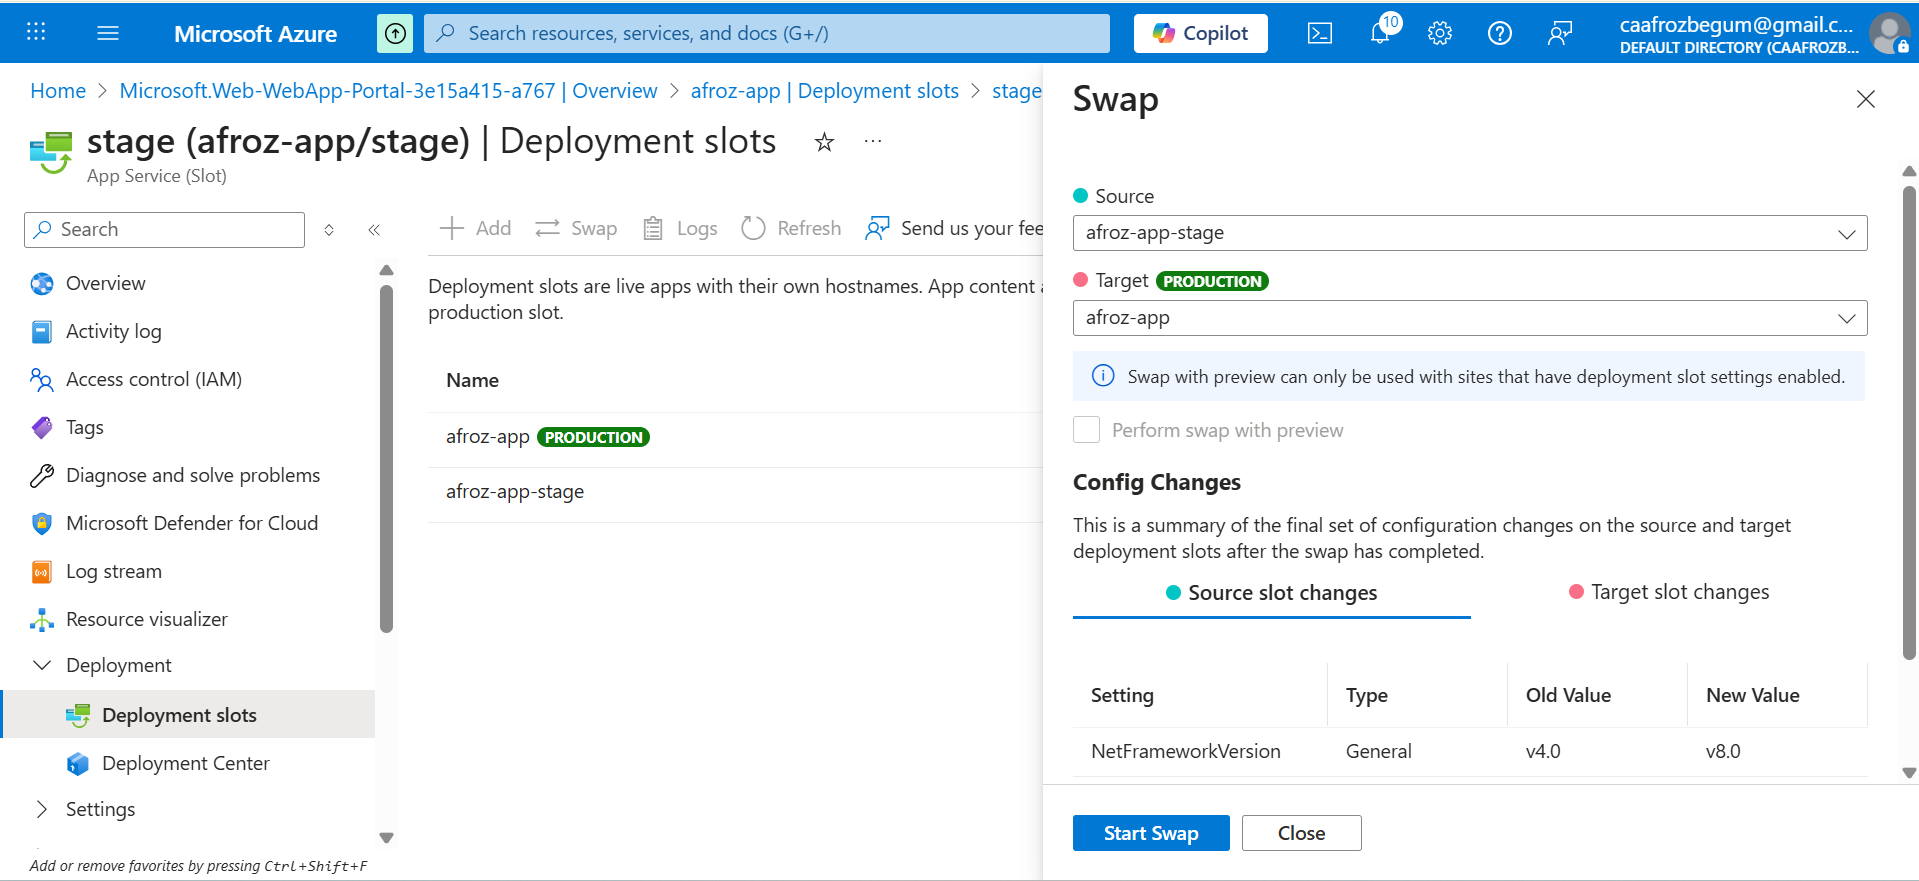 Microsoft Azure
Search resources, services, and docs (G+/)
Copilot
10
caafrozbegum@gmail.c...
DEFAULT DIRECTORY (CAAFROZB...
Home > Microsoft.Web-WebApp-Portal-3e15a415-a767 | Overview > afroz-app | Deployment slots > stage
stage (afroz-app/stage) | Deployment slots
App Service (Slot)
Search
Overview
Activity log
Access control (IAM)
Tags
Diagnose and solve problems
Microsoft Defender for Cloud
Log stream
Resource visualizer
Deployment
Deployment slots
Deployment Center
Settings
Add or remove favorites by pressing Ctrl+Shift+F
Add Swap Logs Refresh Send us your fee
Deployment slots are live apps with their own hostnames. App content
production slot.
Name
afroz-app PRODUCTION
afroz-app-stage
Swap
Source
afroz-app-stage
Target PRODUCTION
afroz-app
Swap with preview can only be used with sites that have deployment slot settings enabled.
Perform swap with preview
Config Changes
This is a summary of the final set of configuration changes on the source and target
deployment slots after the swap has completed.
Source slot changes Target slot changes
Setting Type Old Value New Value
NetFrameworkVersion General v4.0 v8.0
Start Swap Close